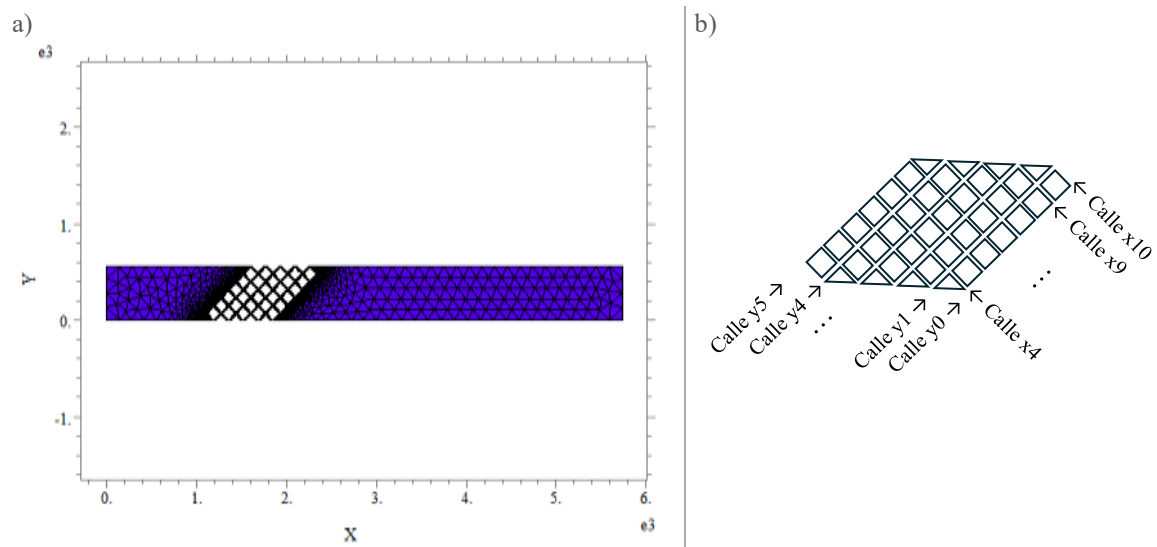 a)
e3
2.
1.
0.
-1.
Y
0.
1.
2.
3.
4.
5.
6.
e3
X
b)
Calle x10
Calle x9
...
Calle x4
Calle y5
Calle y4
...
Calle y1
Calle y0